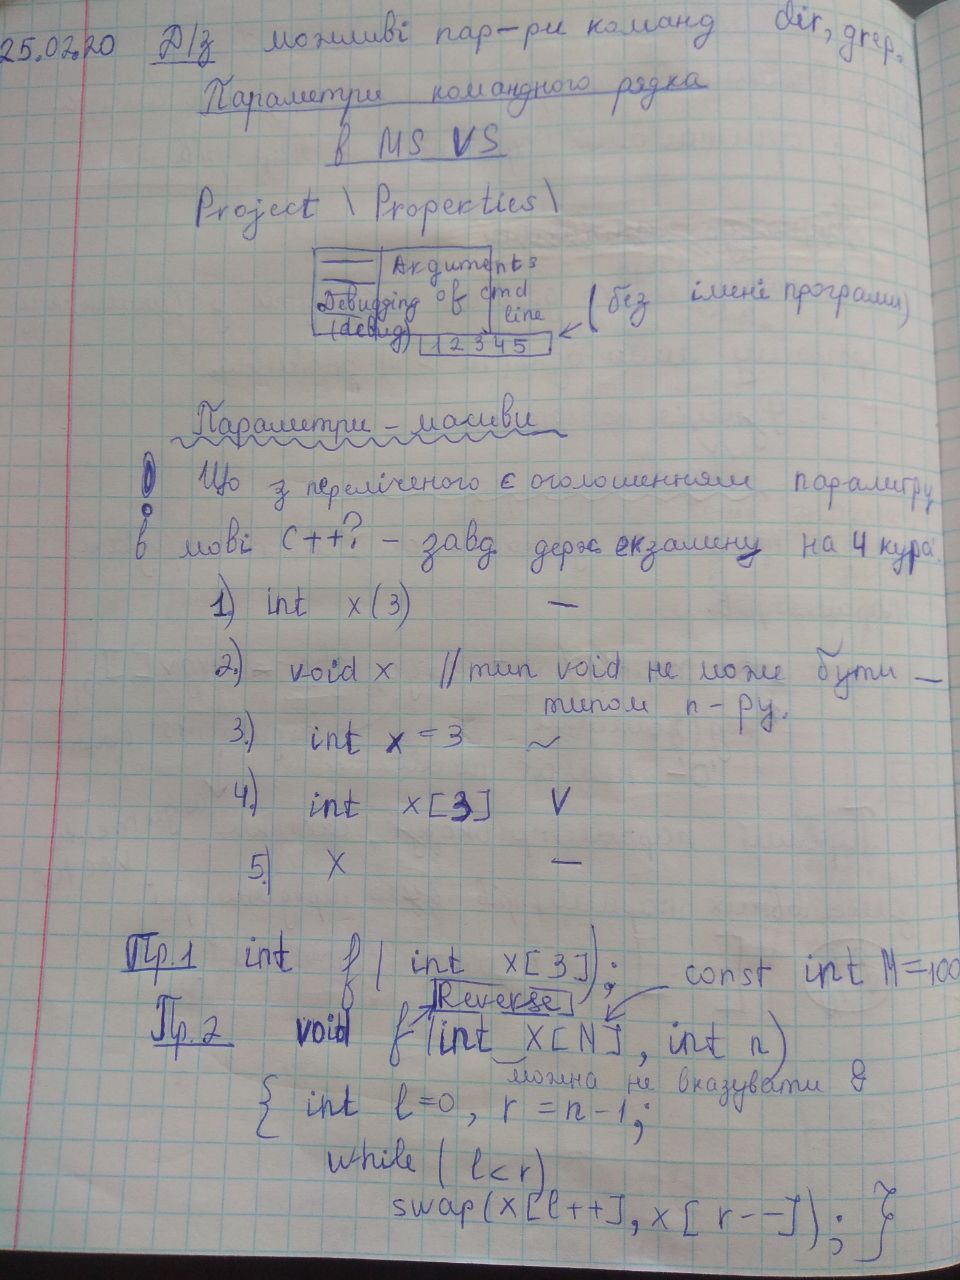 25.02.20 Д/з можливі пар-ри команд dir, grep.
Параметри командного рядка
в MS VS
Project \ Properties \
Arguments
Debugging of cmd
(debug) line
1 2 3 4 5
(без імені програми)
Параметри - масиви
Що з переліченого є оголошенням параметру
в мові C++? - завд держ екзамену на 4 курсі
1) int x(3) —
2) - void x // тип void не може бути —
типом п-ру.
3) int x = 3 ~
4) int x[3] V
5) X —
Пр.1 int f( int x[3]);
const int N=100
Reverse
Пр.2 void f(int X[N], int n)
можна не вказувати
{ int l=0, r = n-1;
while ( l<r)
swap(x[l++], x[r--]); }